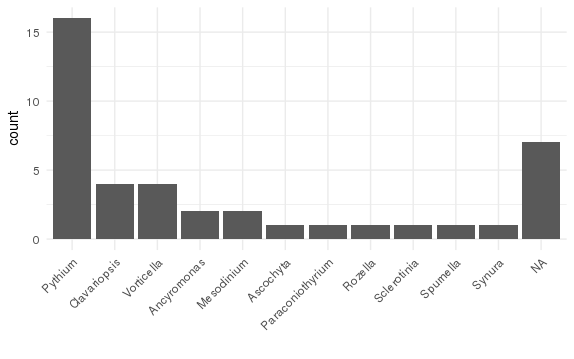 count
15
10
5
0
Pythium
Clavariopsis
Vorticella
Ancyromonas
Mesodinium
Ascochyta
Paraconiothyrium
Rozella
Sclerotinia
Spumella
Synura
NA